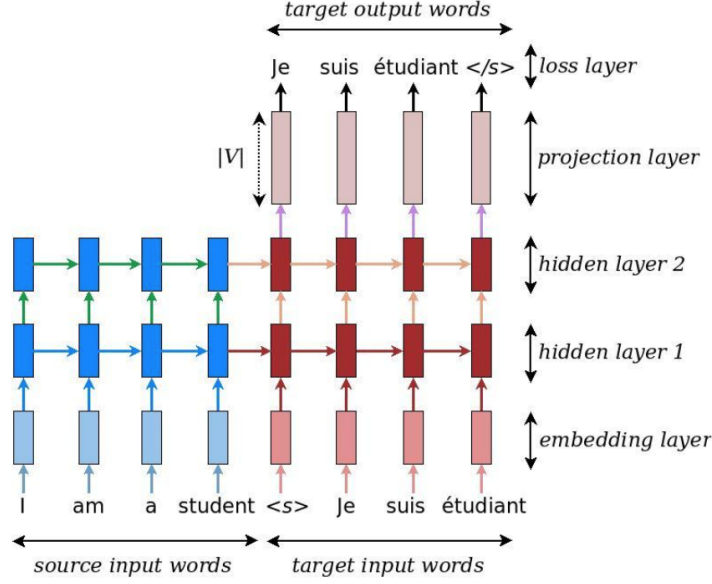 target output words
Je suis étudiant </s> loss layer
|V| projection layer
hidden layer 2
hidden layer 1
embedding layer
I am a student <s> Je suis étudiant
source input words target input words